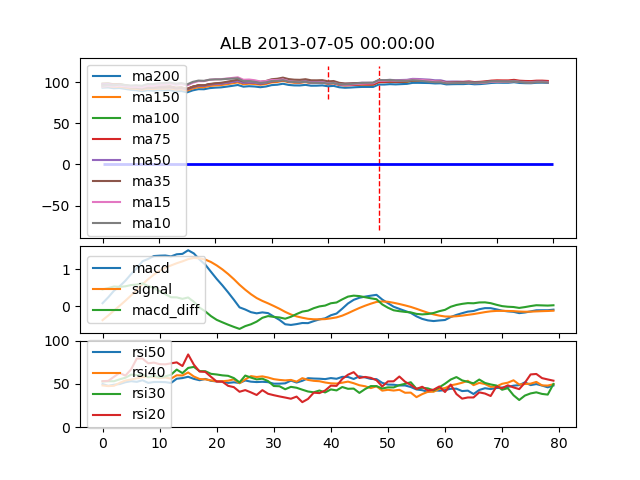 ALB 2013-07-05 00:00:00
100
50
0
−50
ma200
ma150
ma100
ma75
ma50
ma35
ma15
ma10
1
0
macd
signal
macd_diff
100
50
0
rsi50
rsi40
rsi30
rsi20
0 10 20 30 40 50 60 70 80